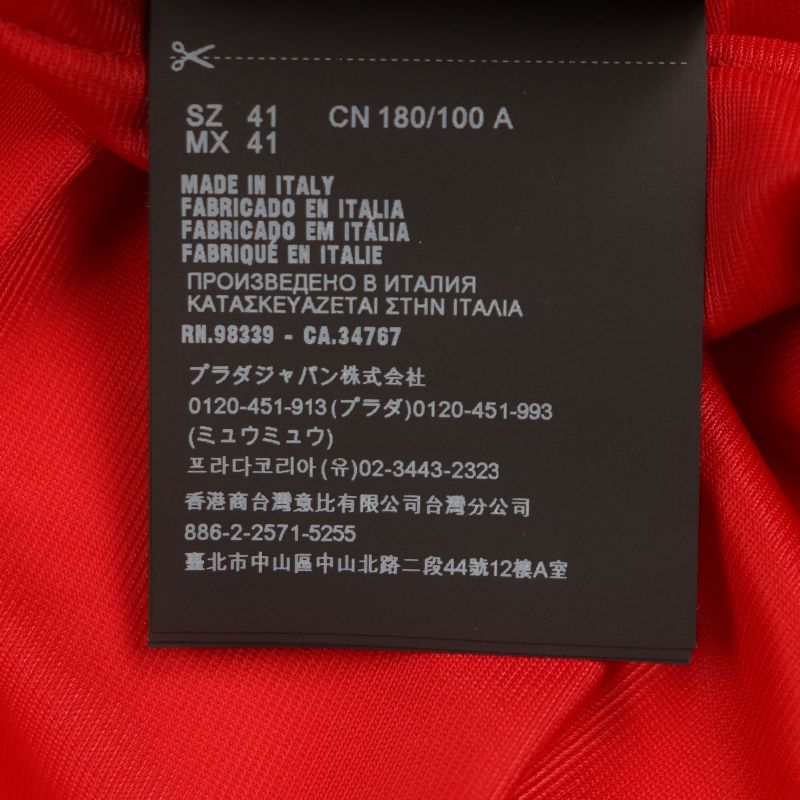 SZ 41 CN 180/100 A
MX 41
MADE IN ITALY
FABRICADO EN ITALIA
FABRICADO EM ITÁLIA
FABRIQUÉ EN ITALIE
ПРОИЗВЕДЕНО В ИТАЛИЯ
ΚΑΤΑΣΚΕΥΑΖΕΤΑΙ ΣΤΗΝ ΙΤΑΛΙΑ
RN.98339 - CA.34767
プラダジャパン株式会社
0120-451-913(プラダ)0120-451-993
(ミュウミュウ)
프라다코리아(유)02-3443-2323
香港商台灣意比有限公司台灣分公司
886-2-2571-5255
臺北市中山區中山北路二段44號12樓A室